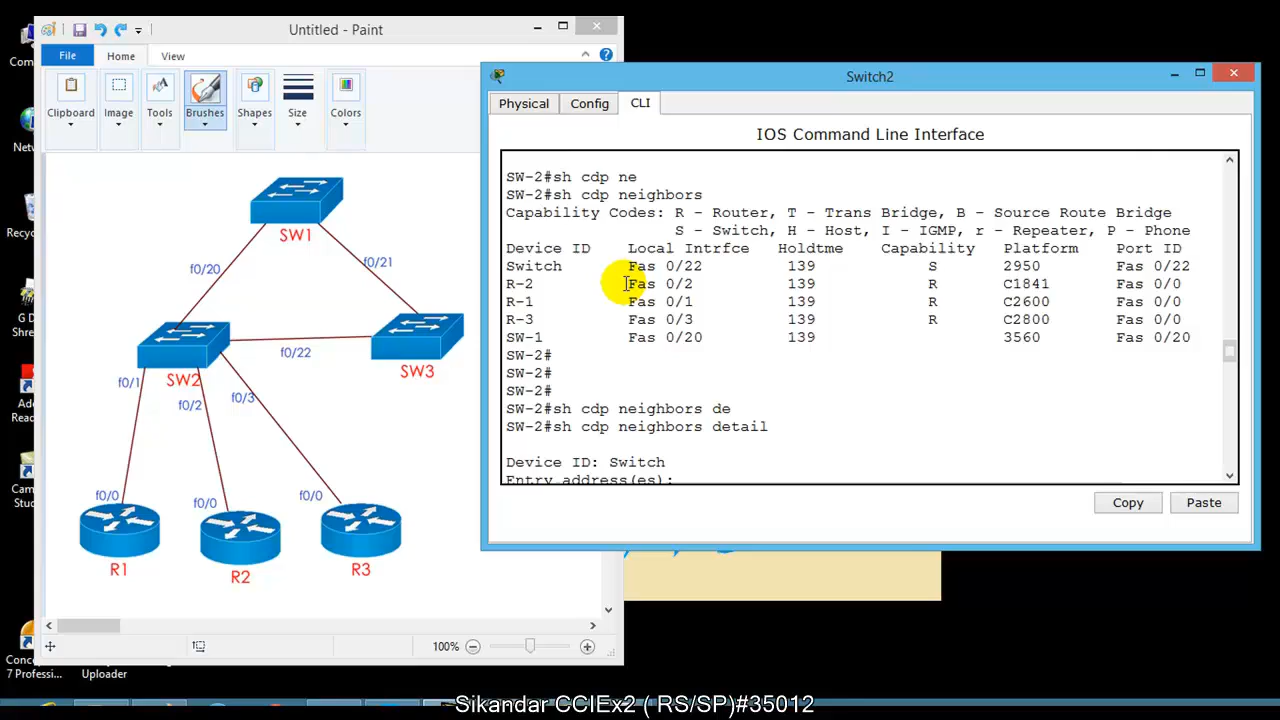 Untitled - Paint
File Home View
Clipboard Image Tools Brushes Shapes Size Colors
SW1
f0/20
f0/21
f0/22
SW2
SW3
f0/1
f0/2
f0/3
f0/0
f0/0
f0/0
R1
R2
R3
100%
Switch2
Physical Config CLI
IOS Command Line Interface
SW-2#sh cdp ne
SW-2#sh cdp neighbors
Capability Codes: R - Router, T - Trans Bridge, B - Source Route Bridge
S - Switch, H - Host, I - IGMP, r - Repeater, P - Phone
Device ID Local Intrfce Holdtme Capability Platform Port ID
Switch Fas 0/22 139 S 2950 Fas 0/22
R-2 Fas 0/2 139 R C1841 Fas 0/0
R-1 Fas 0/1 139 R C2600 Fas 0/0
R-3 Fas 0/3 139 R C2800 Fas 0/0
SW-1 Fas 0/20 139 3560 Fas 0/20
SW-2#
SW-2#
SW-2#
SW-2#sh cdp neighbors de
SW-2#sh cdp neighbors detail
Device ID: Switch
Entry address(es):
Copy Paste
7 Professi... Uploader
Sikandar CCIEx2 ( RS/SP)#35012